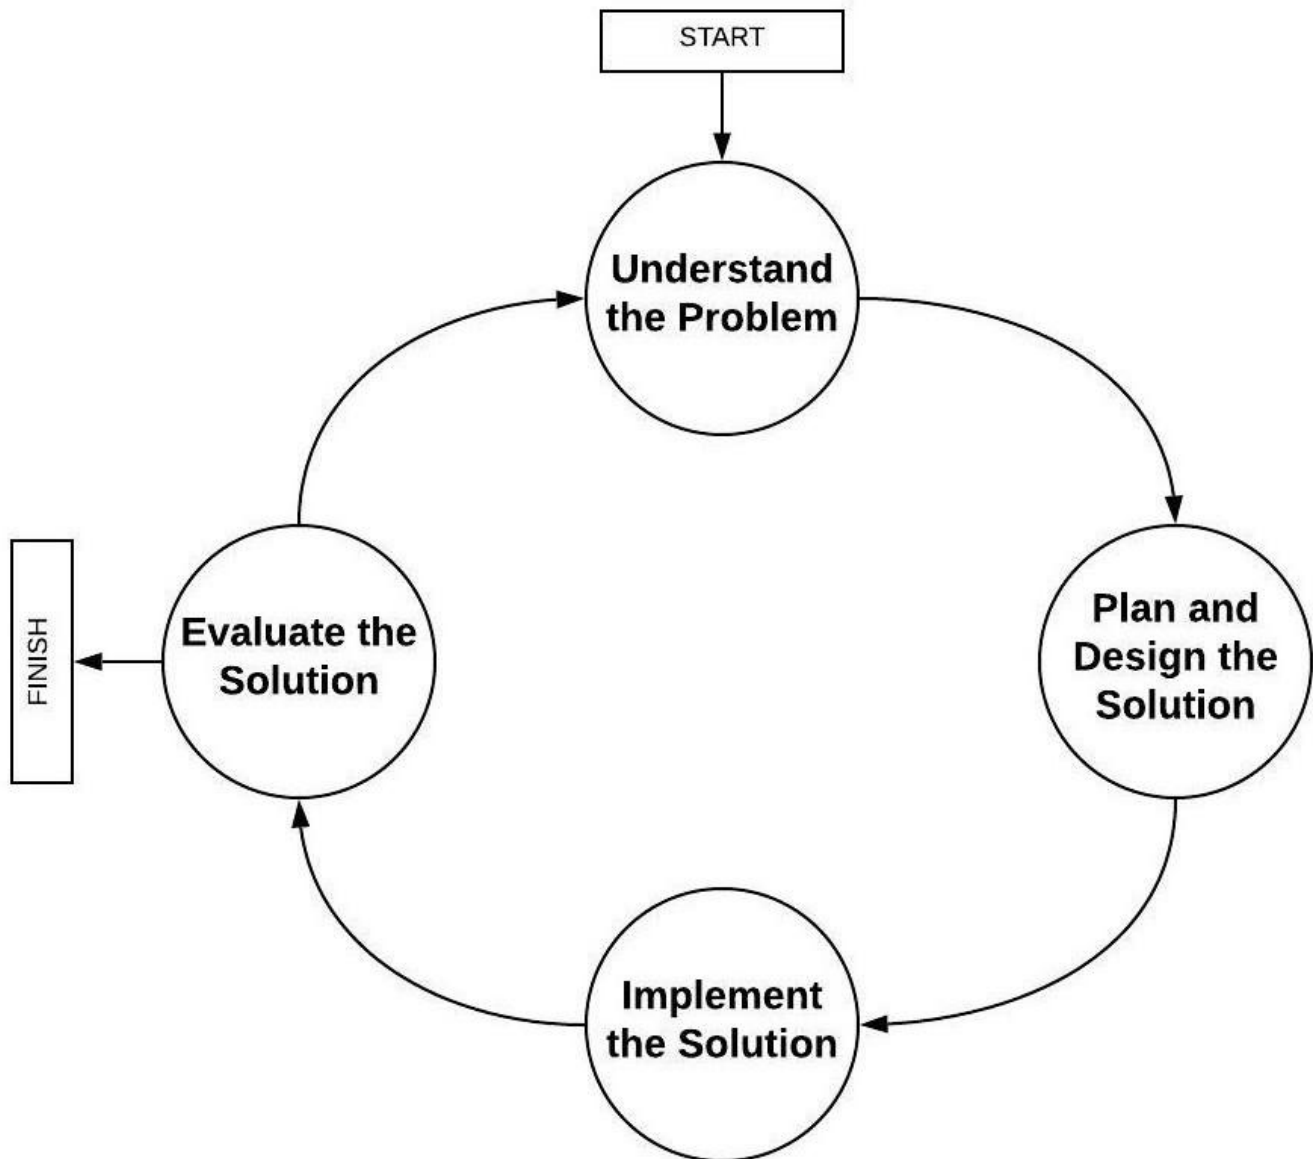 START
Understand
the Problem
Plan and
Design the
Solution
Implement
the Solution
Evaluate the
Solution
FINISH